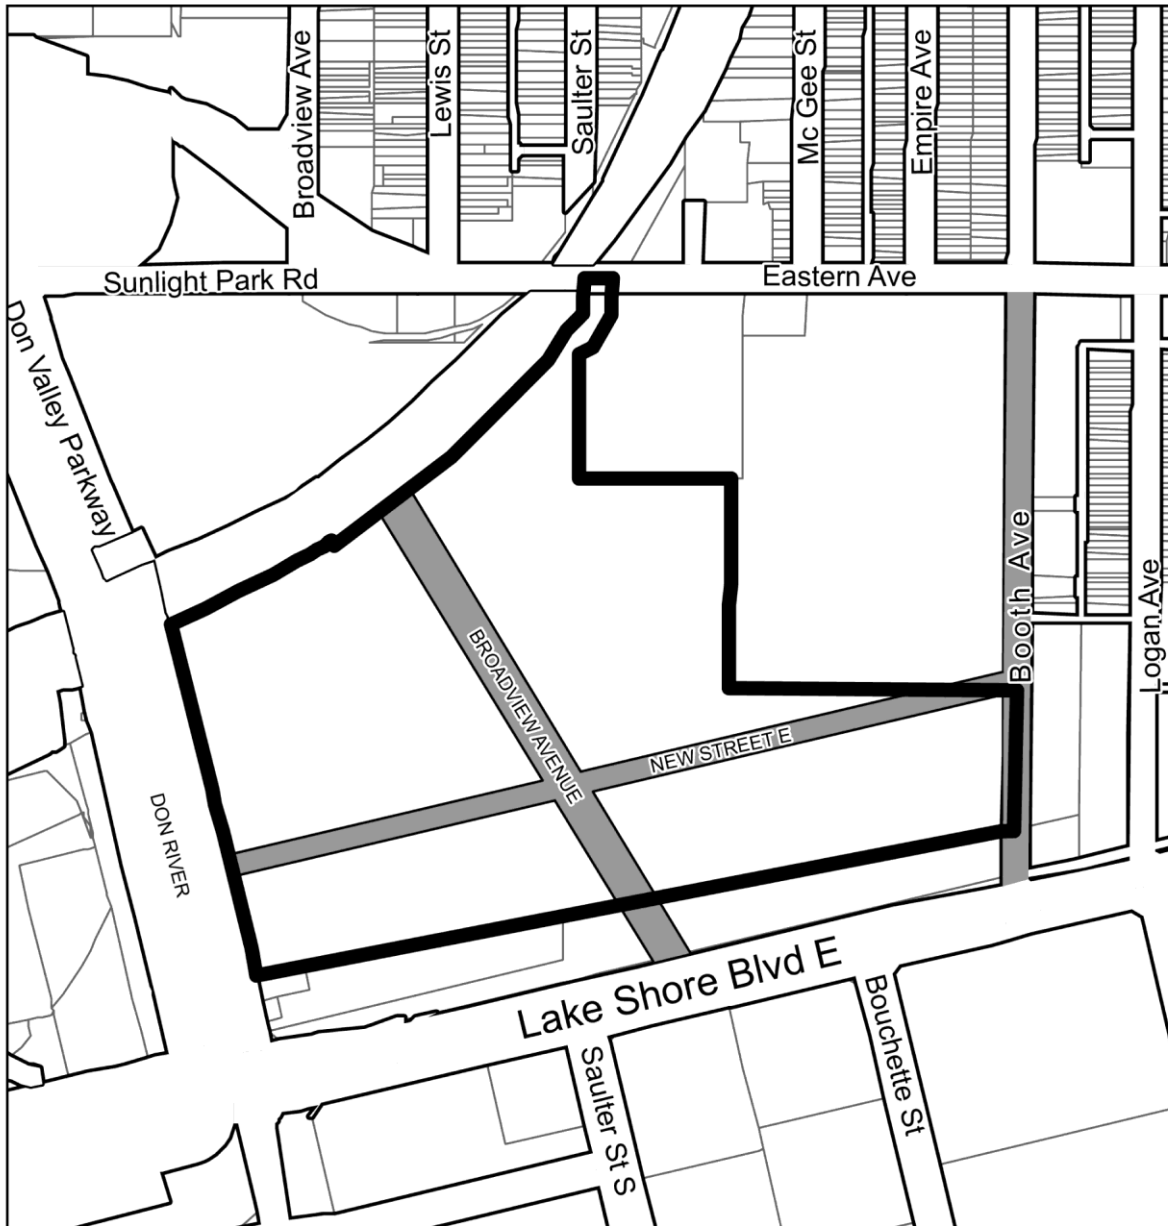 Broadview Ave
Lewis St
Saulter St
Mc Gee St
Empire Ave
Sunlight Park Rd
Eastern Ave
Don Valley Parkway
Booth Ave
Logan Ave
BROADVIEW AVENUE
NEW STREET E
DON RIVER
Lake Shore Blvd E
Bouchette St
Saulter St S